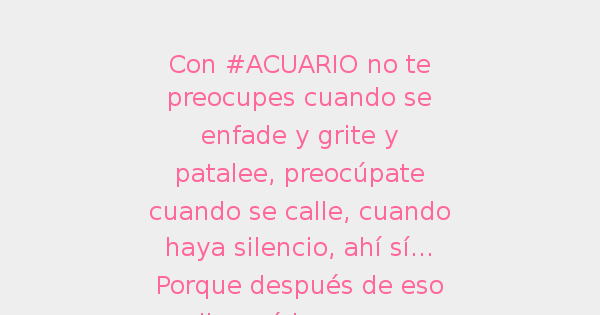 Con #ACUARIO no te
preocupes cuando se
enfade y grite y
patalee, preocúpate
cuando se calle, cuando
haya silencio, ahí sí...
Porque después de eso